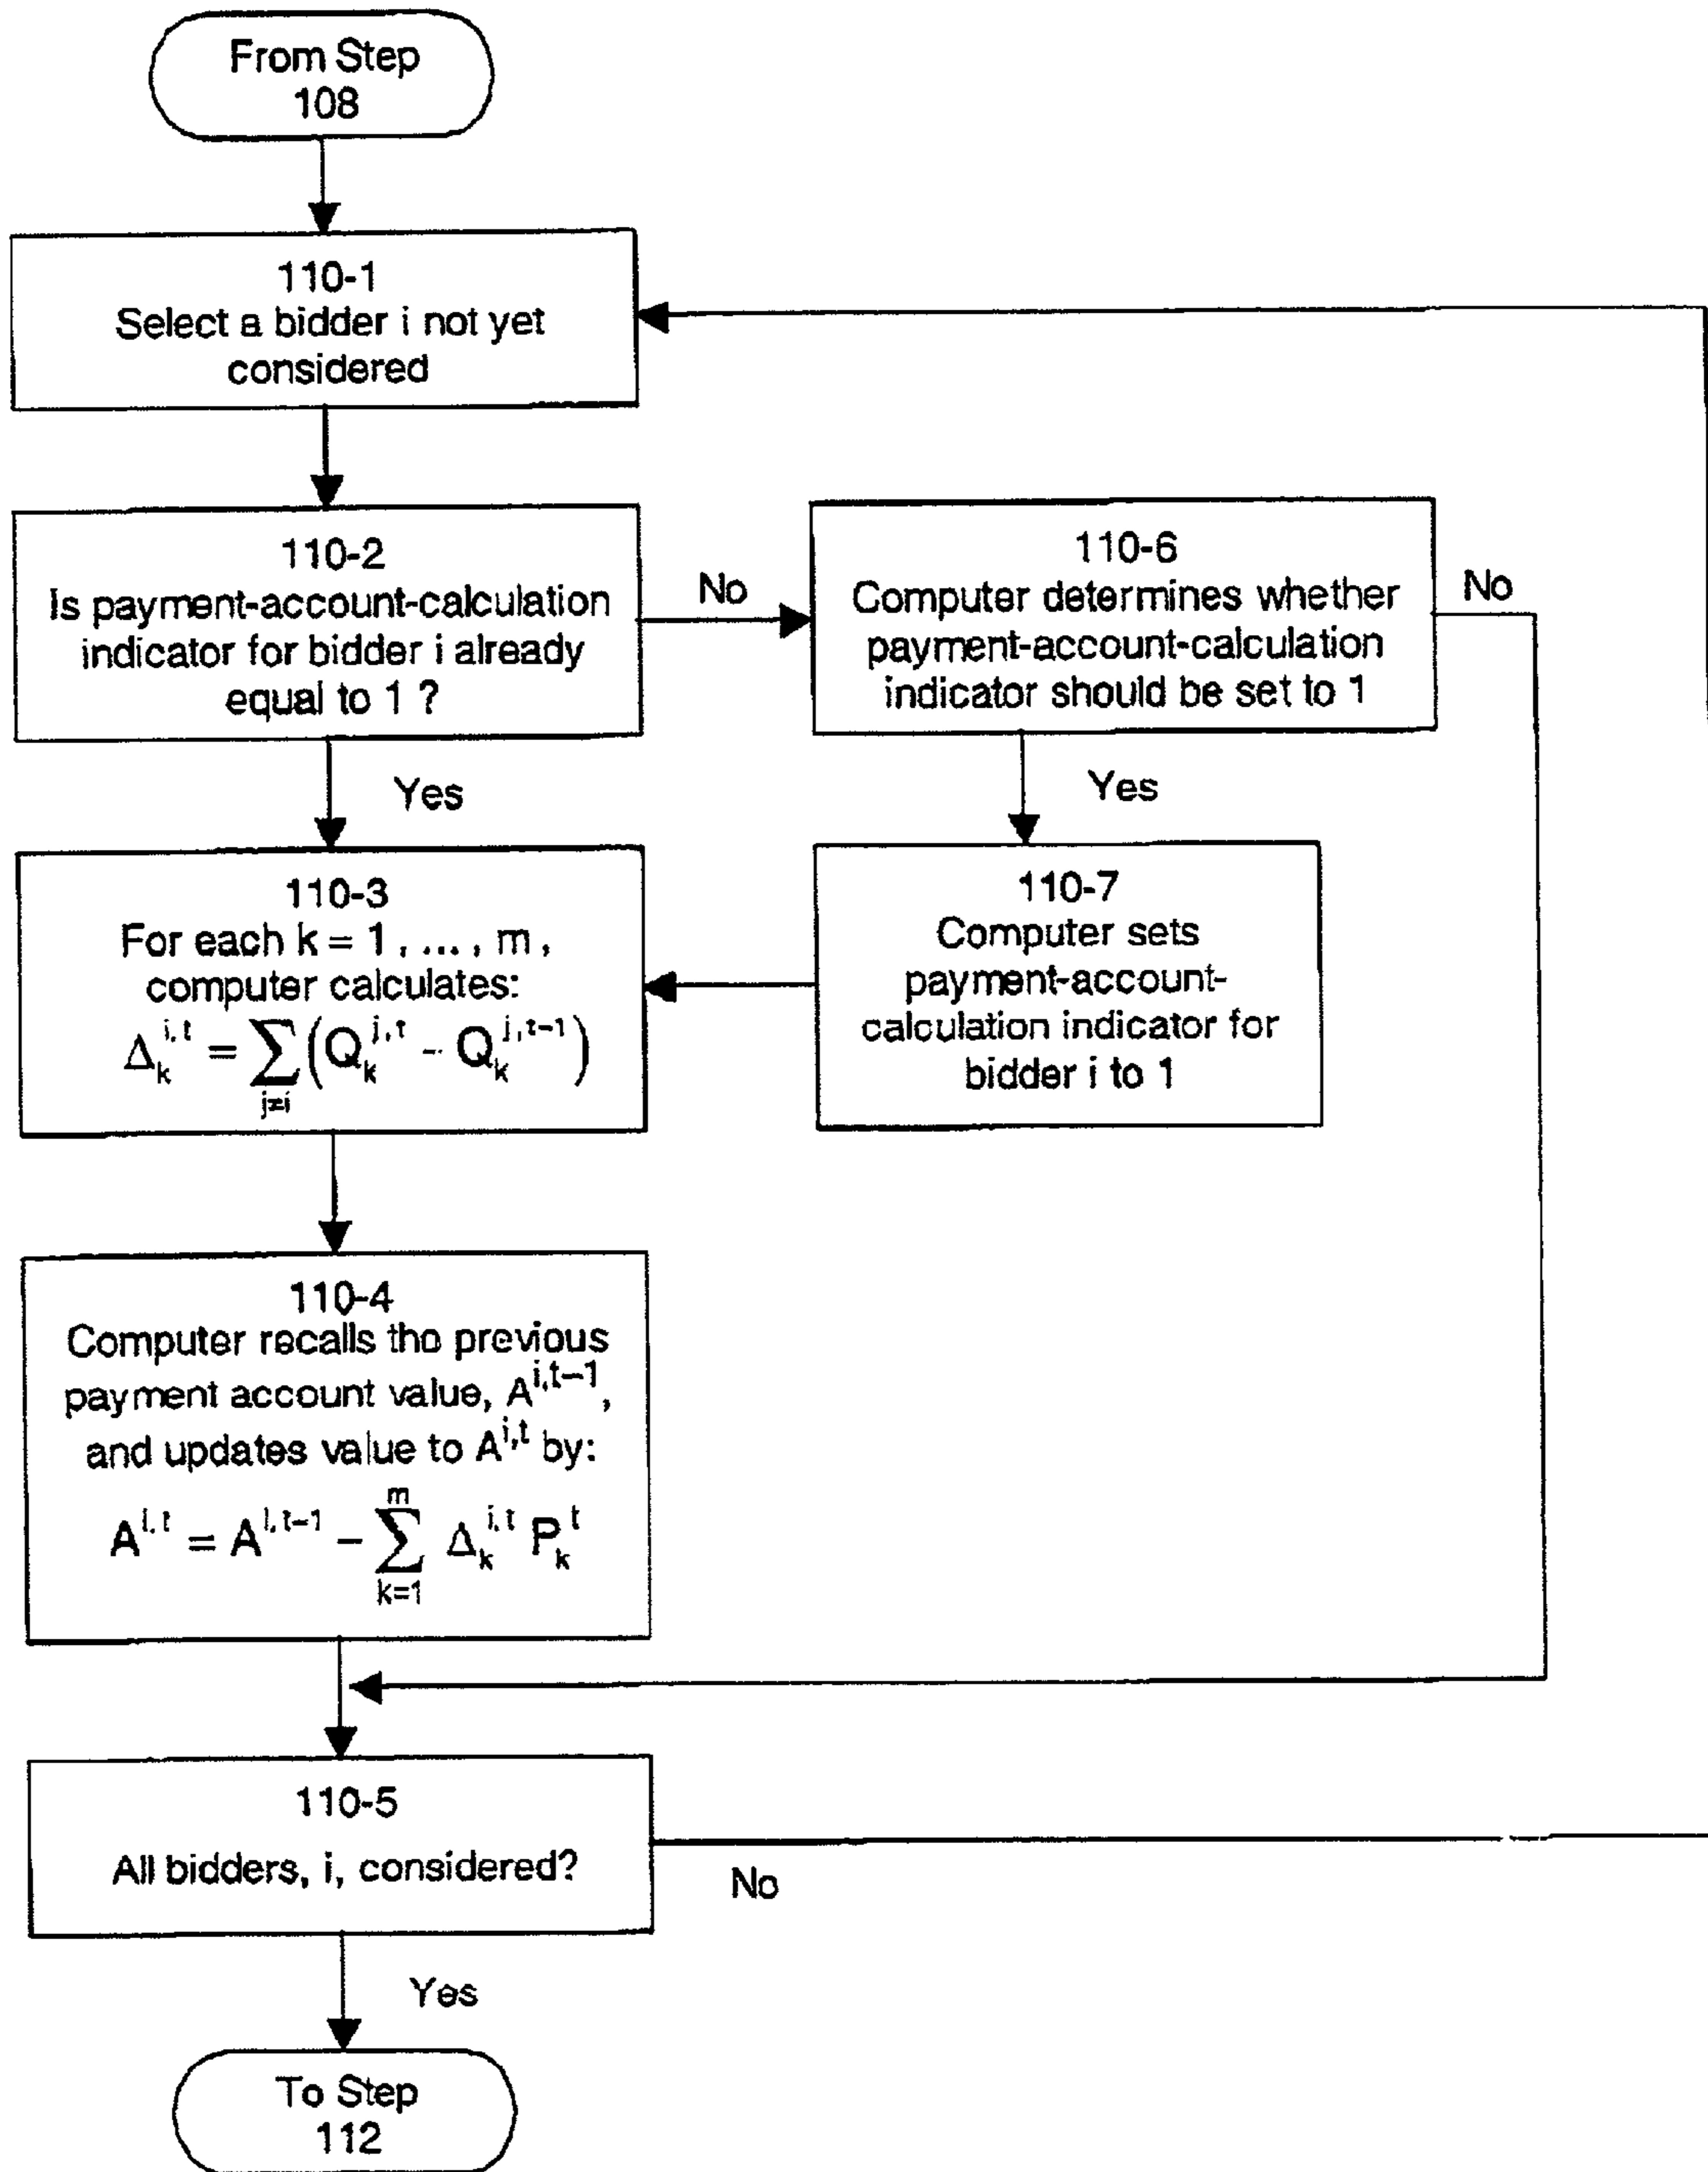 From Step
108
110-1
Select a bidder i not yet
considered
110-2
Is payment-account-calculation
indicator for bidder i already
equal to 1 ?
No
110-6
Computer determines whether
payment-account-calculation
indicator should be set to 1
No
Yes
Yes
110-3
For each k = 1 , ... , m ,
computer calculates:
Δ_k^{i,t} = ∑_{j≠i} (Q_k^{j,t} - Q_k^{j,t-1})
110-7
Computer sets
payment-account-
calculation indicator for
bidder i to 1
110-4
Computer recalls the previous
payment account value, A^{i,t-1},
and updates value to A^{i,t} by:
A^{i,t} = A^{i,t-1} - ∑_{k=1}^{m} Δ_k^{i,t} P_k^t
110-5
All bidders, i, considered?
No
Yes
To Step
112